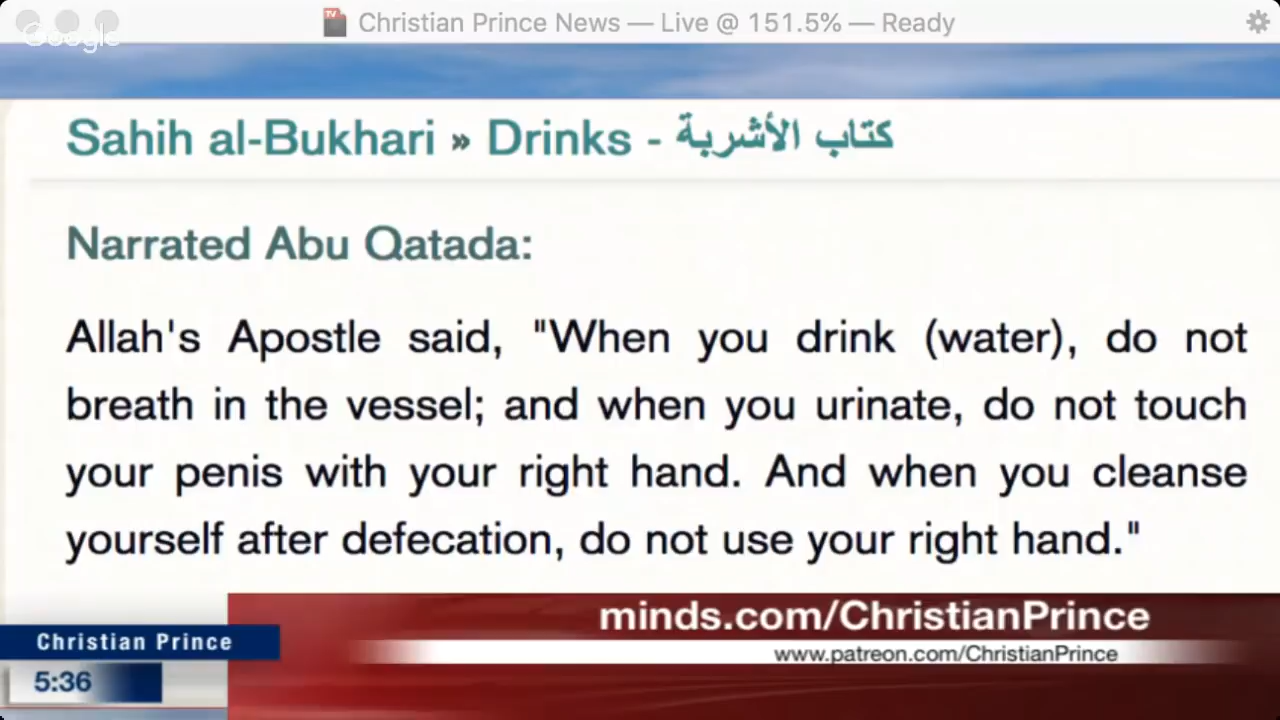 Christian Prince News — Live @ 151.5% — Ready
Google
Sahih al-Bukhari » Drinks - كتاب الأشربة
Narrated Abu Qatada:
Allah's Apostle said, "When you drink (water), do not
breath in the vessel; and when you urinate, do not touch
your penis with your right hand. And when you cleanse
yourself after defecation, do not use your right hand."
minds.com/ChristianPrince
Christian Prince
www.patreon.com/ChristianPrince
5:36